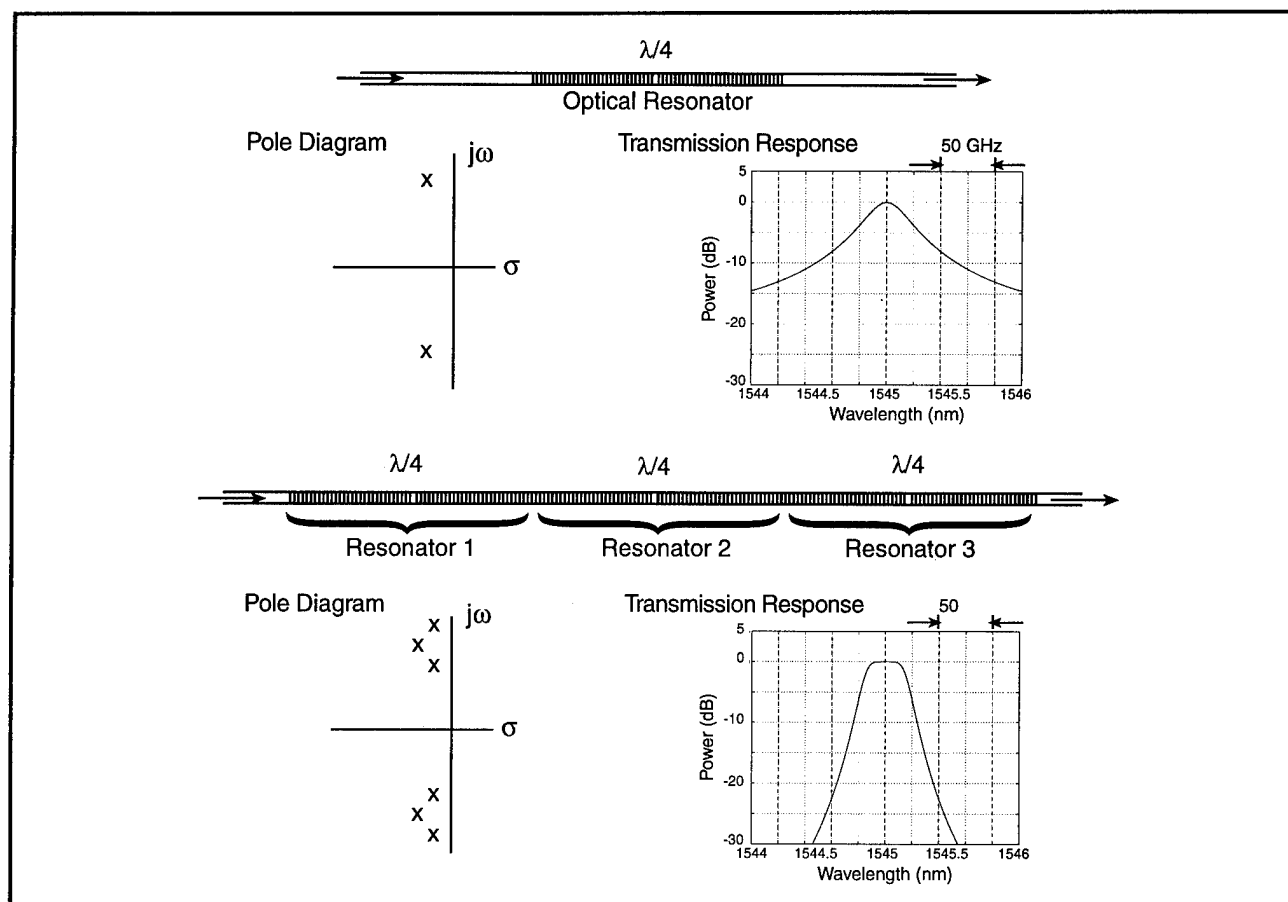 λ/4
Optical Resonator
Pole Diagram
jω
x
σ
x
Transmission Response
50 GHz
5
0
-10
-20
-30
Power (dB)
1544
1544.5
1545
1545.5
1546
Wavelength (nm)
λ/4
λ/4
λ/4
Resonator 1
Resonator 2
Resonator 3
Pole Diagram
jω
x
x
x
σ
x
x
x
Transmission Response
50
5
0
-10
-20
-30
Power (dB)
1544
1544.5
1545
1545.5
1546
Wavelength (nm)